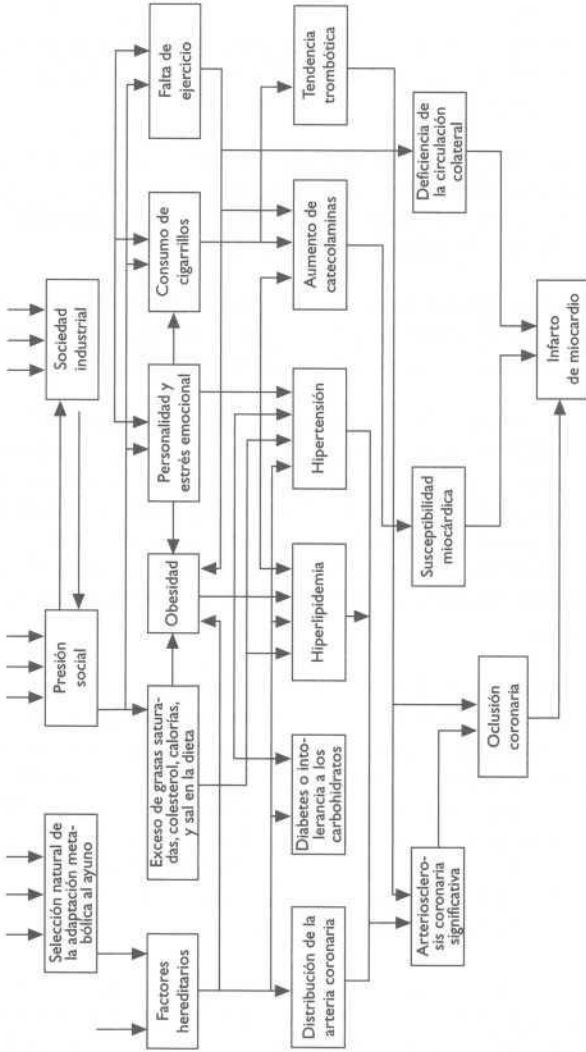 Selección natural de
la adaptación meta-
bólica al ayuno
Presión
social
Sociedad
industrial
Factores
hereditarios
Exceso de grasas satura-
das, colesterol, calorías,
y sal en la dieta
Obesidad
Personalidad y
estrés emocional
Consumo de
cigarrillos
Falta de
ejercicio
Distribución de la
arteria coronaria
Diabetes o into-
lerancia a los
carbohidratos
Hiperlipidemia
Hipertensión
Aumento de
catecolaminas
Tendencia
trombótica
Arterioesclero-
sis coronaria
significativa
Susceptibilidad
miocárdica
Deficiencia de
la circulación
colateral
Oclusión
coronaria
Infarto
de miocardio